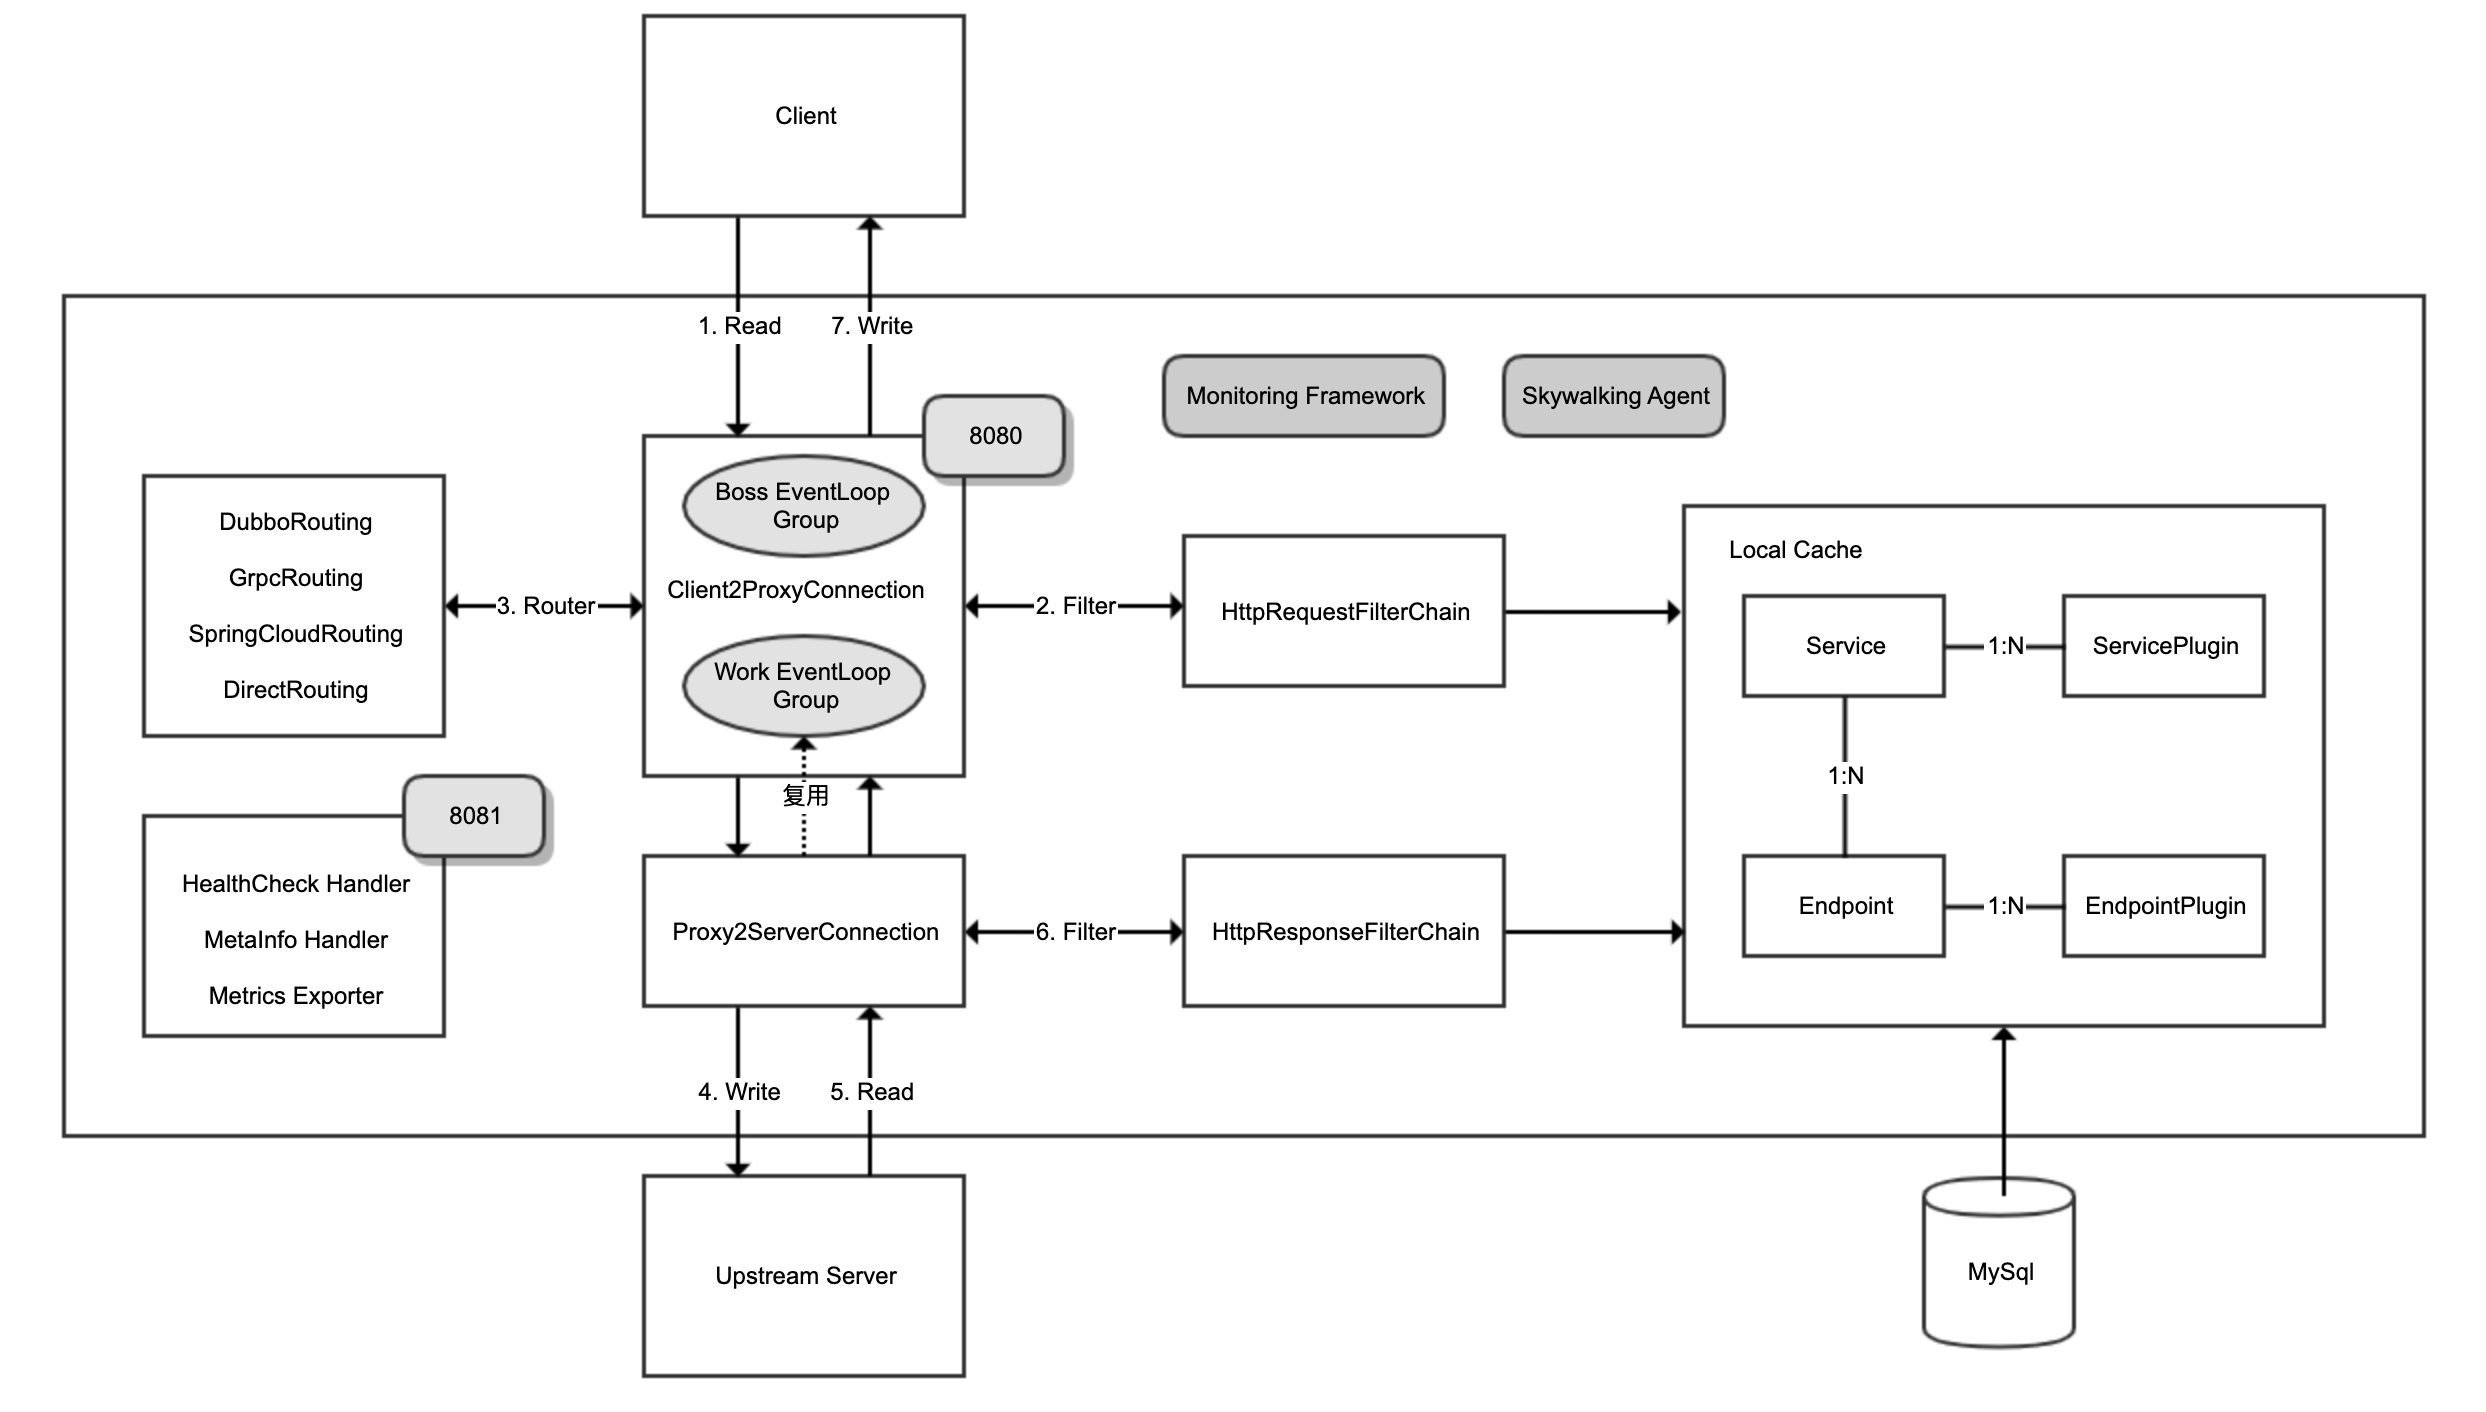 Client
1. Read
7. Write
Monitoring Framework
Skywalking Agent
8080
Boss EventLoop
Group
Client2ProxyConnection
Work EventLoop
Group
DubboRouting
GrpcRouting
SpringCloudRouting
DirectRouting
3. Router
2. Filter
HttpRequestFilterChain
Local Cache
Service
1:N
ServicePlugin
1:N
Endpoint
1:N
EndpointPlugin
复用
8081
HealthCheck Handler
MetaInfo Handler
Metrics Exporter
Proxy2ServerConnection
6. Filter
HttpResponseFilterChain
4. Write
5. Read
Upstream Server
MySql